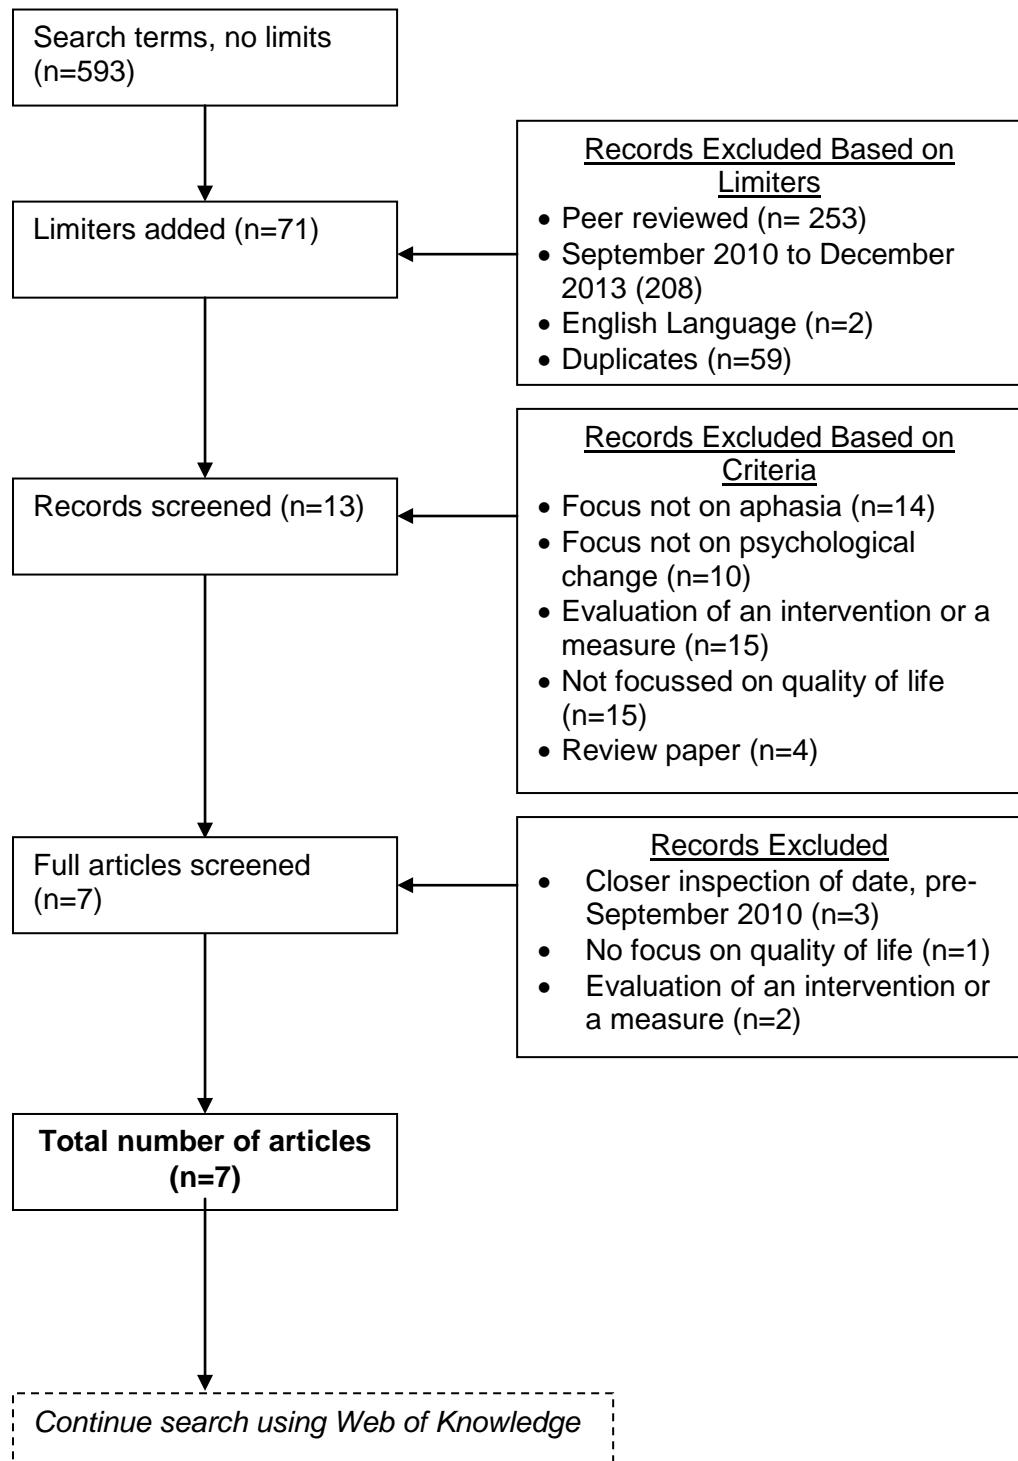 Search terms, no limits
(n=593)
Records Excluded Based on
Limiters
• Peer reviewed (n= 253)
• September 2010 to December
2013 (208)
• English Language (n=2)
• Duplicates (n=59)
Limiters added (n=71)
Records Excluded Based on
Criteria
• Focus not on aphasia (n=14)
• Focus not on psychological
change (n=10)
• Evaluation of an intervention or a
measure (n=15)
• Not focussed on quality of life
(n=15)
• Review paper (n=4)
Records screened (n=13)
Records Excluded
• Closer inspection of date, pre-
September 2010 (n=3)
• No focus on quality of life (n=1)
• Evaluation of an intervention or
a measure (n=2)
Full articles screened
(n=7)
Total number of articles
(n=7)
Continue search using Web of Knowledge